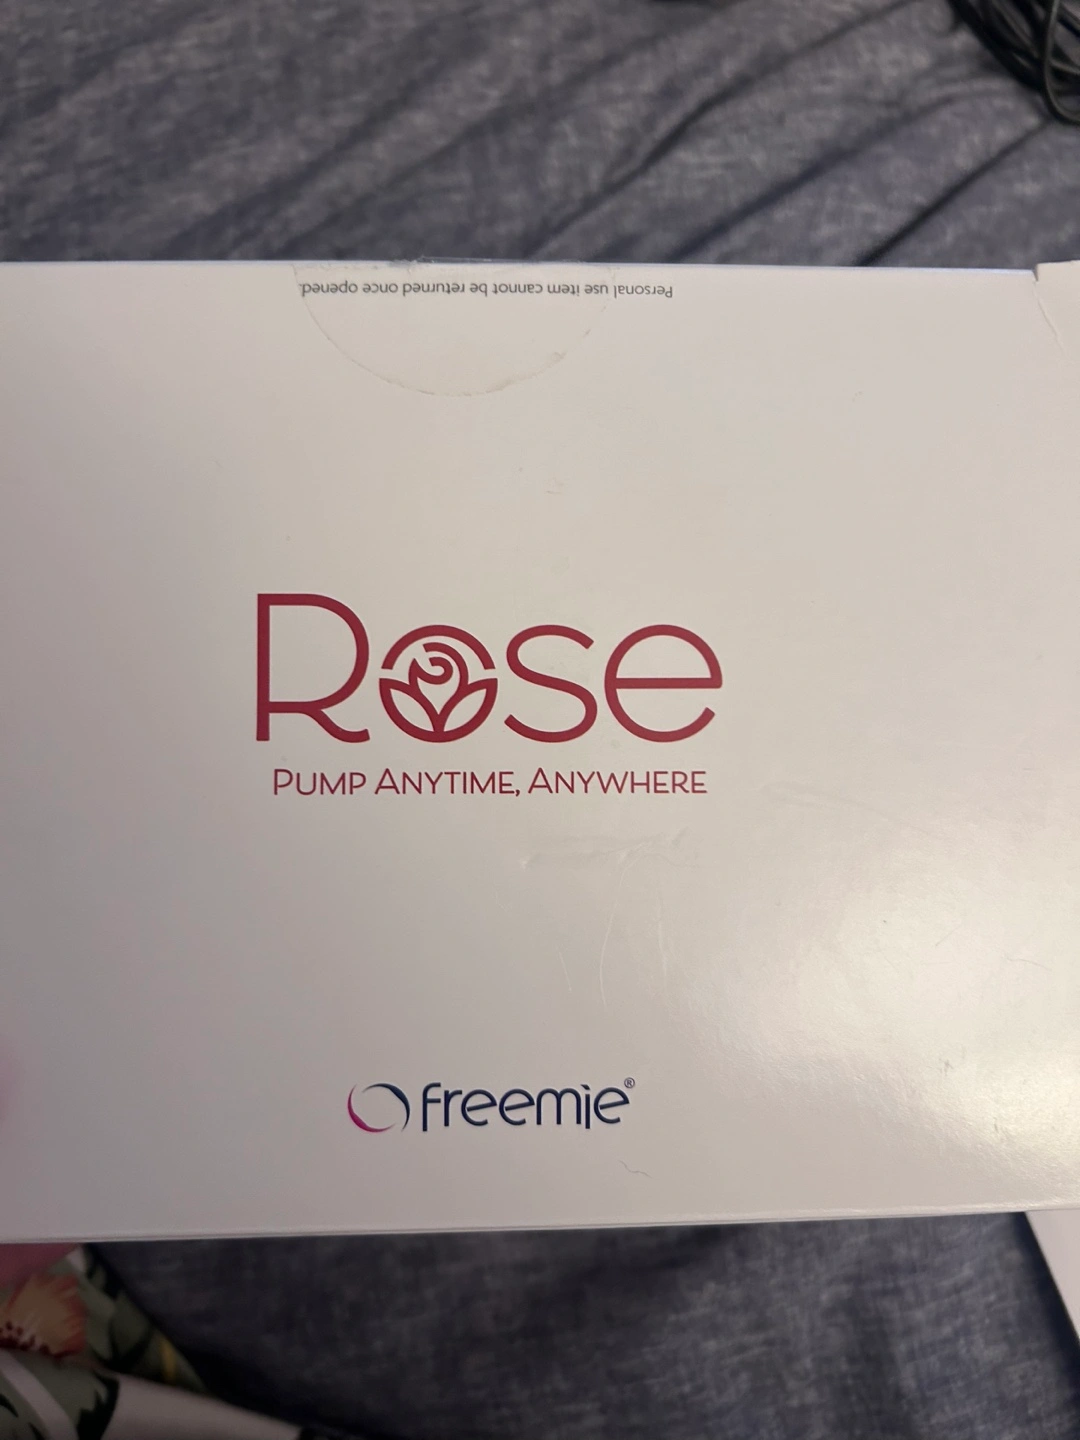 Personal use item cannot be returned once opened.
Rose
PUMP ANYTIME, ANYWHERE
freemie®